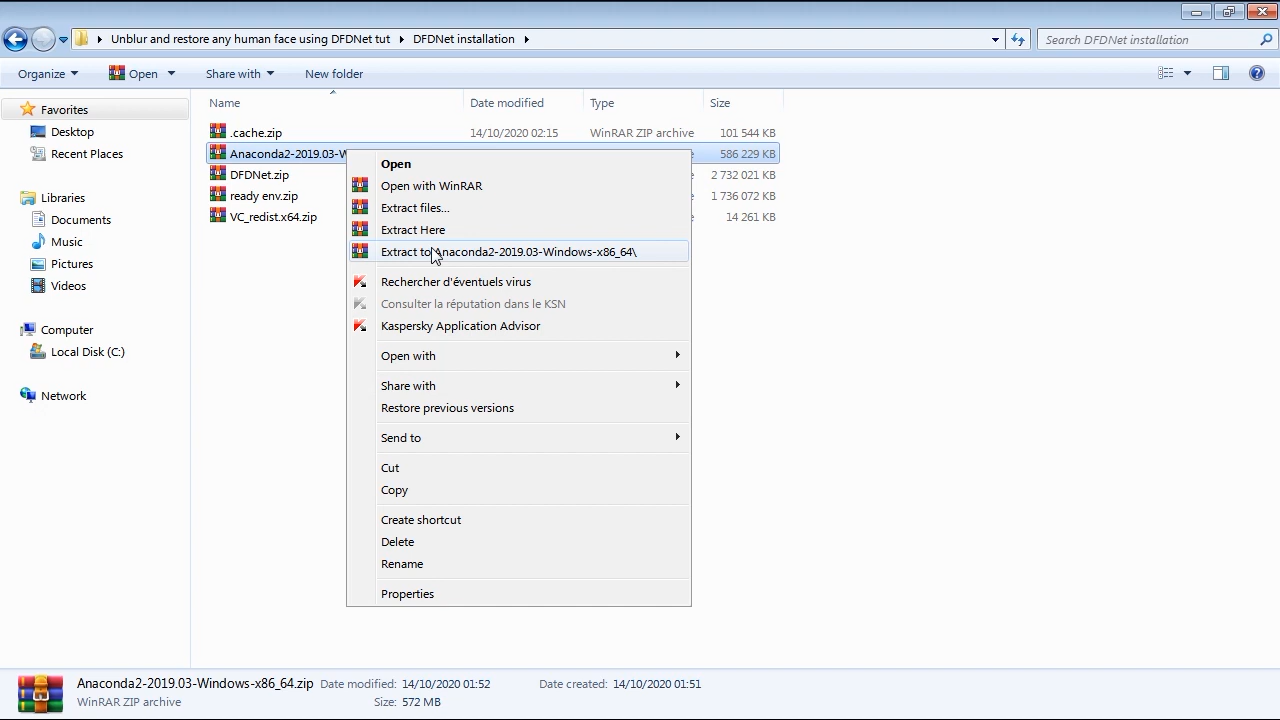 Unblur and restore any human face using DFDNet tut DFDNet installation
Search DFDNet installation
Organize Open Share with New folder
Name Date modified Type Size
Favorites
Desktop
Recent Places
Libraries
Documents
Music
Pictures
Videos
Computer
Local Disk (C:)
Network
.cache.zip 14/10/2020 02:15 WinRAR ZIP archive 101 544 KB
Anaconda2-2019.03-W 586 229 KB
DFDNet.zip 2 732 021 KB
ready env.zip 1 736 072 KB
VC_redist.x64.zip 14 261 KB
Open
Open with WinRAR
Extract files...
Extract Here
Extract to Anaconda2-2019.03-Windows-x86_64\
Rechercher d'éventuels virus
Consulter la réputation dans le KSN
Kaspersky Application Advisor
Open with
Share with
Restore previous versions
Send to
Cut
Copy
Create shortcut
Delete
Rename
Properties
Anaconda2-2019.03-Windows-x86_64.zip Date modified: 14/10/2020 01:52 Date created: 14/10/2020 01:51
WinRAR ZIP archive Size: 572 MB